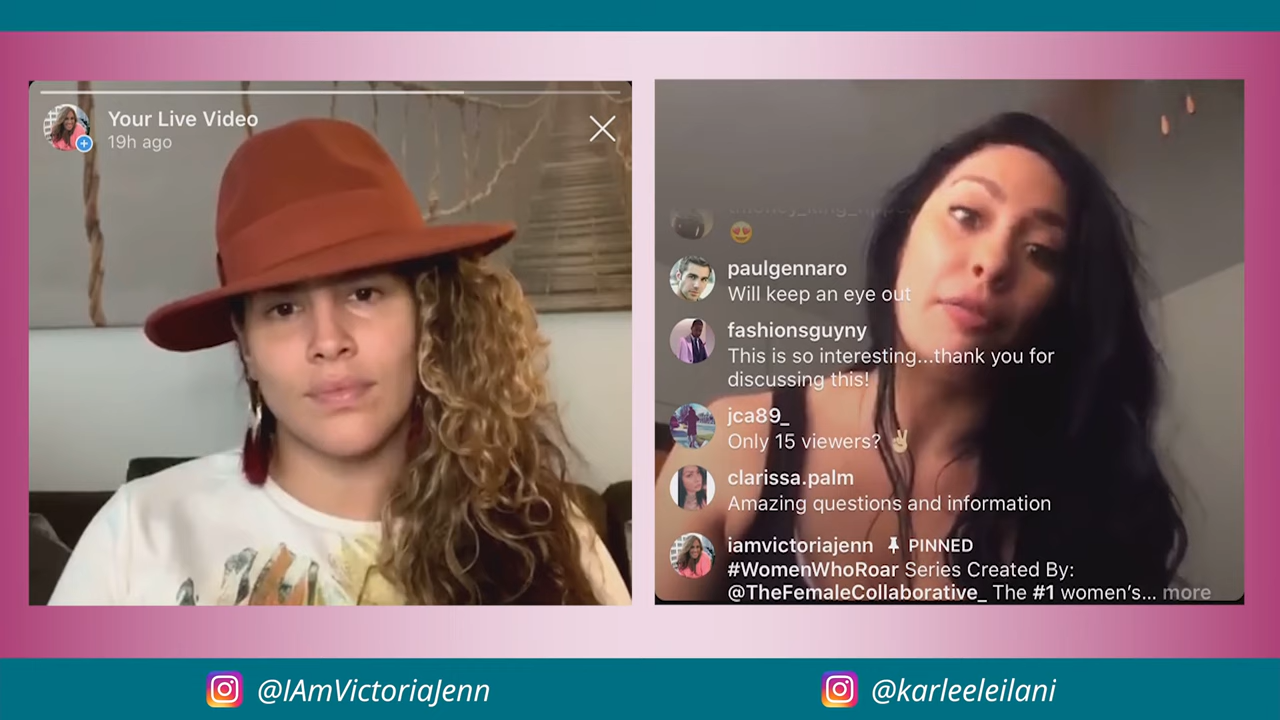 Your Live Video
19h ago
paulgennaro
Will keep an eye out
fashionsguyny
This is so interesting...thank you for
discussing this!
jca89_
Only 15 viewers? ✌🏼
clarissa.palm
Amazing questions and information
iamvictoriajenn 📌 PINNED
#WomenWhoRoar Series Created By:
@TheFemaleCollaborative_ The #1 women's... more
@IAmVictoriaJenn
@karleeleilani